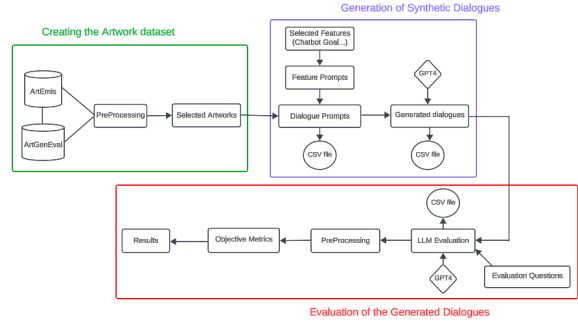 Generation of Synthetic Dialogues
Creating the Artwork dataset
Selected Features
(Chatbot Goal...)
Feature Prompts
GPT4
ArtEmis
PreProcessing
Selected Artworks
Dialogue Prompts
Generated dialogues
ArtGenEval
CSV file
CSV file
CSV file
Results
Objective Metrics
PreProcessing
LLM Evaluation
GPT4
Evaluation Questions
Evaluation of the Generated Dialogues